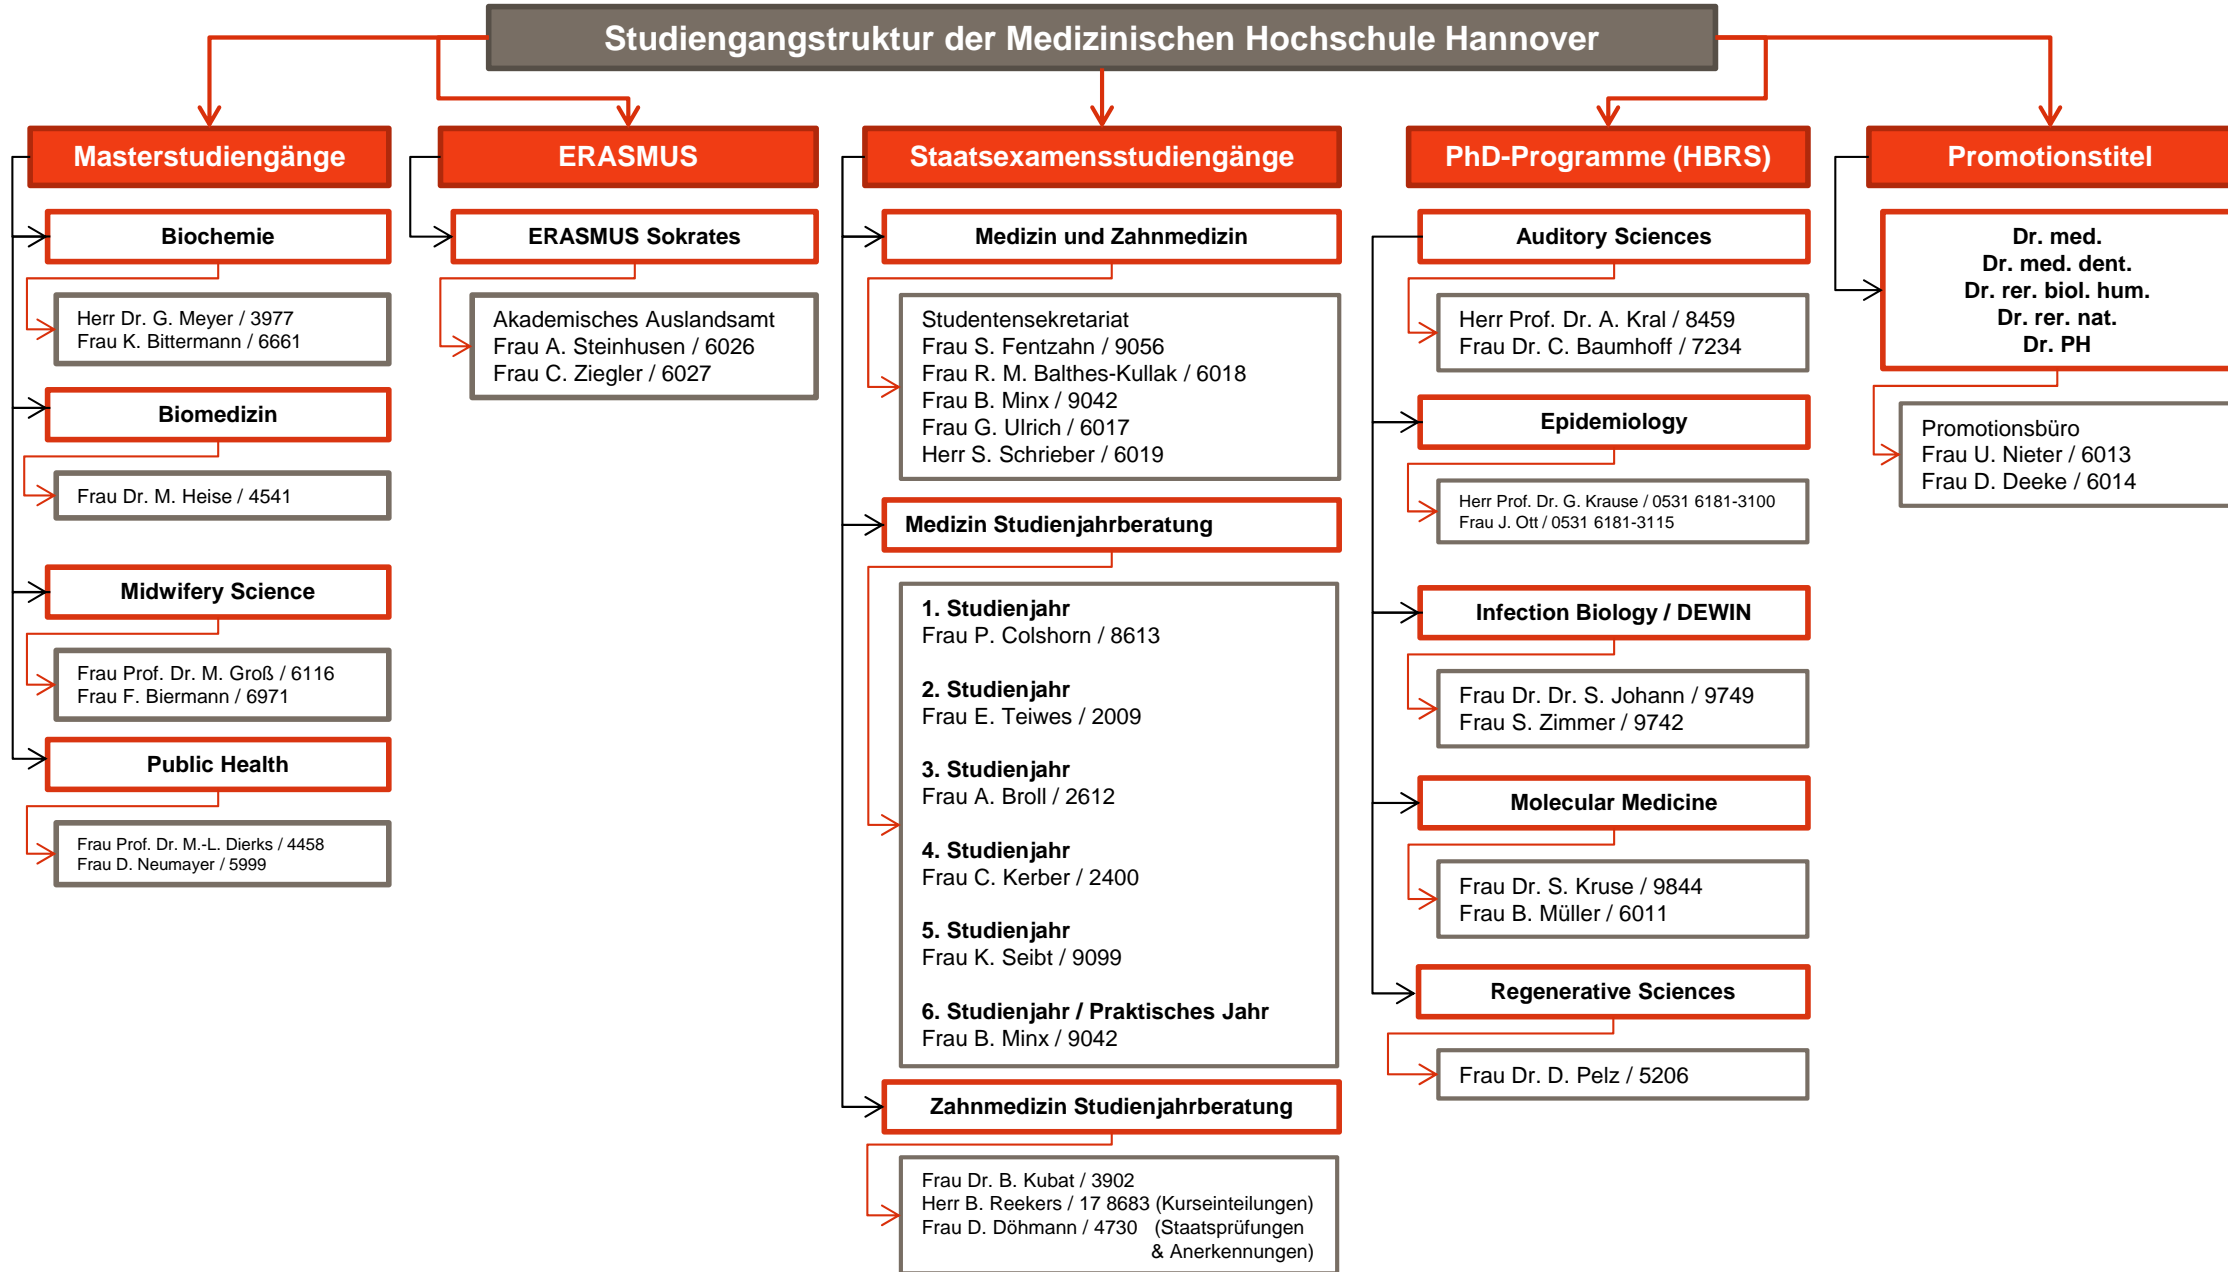 Studiengangstruktur der Medizinischen Hochschule Hannover
Masterstudiengänge
Biochemie
Herr Dr. G. Meyer / 3977
Frau K. Bittermann / 6661
Biomedizin
Frau Dr. M. Heise / 4541
Midwifery Science
Frau Prof. Dr. M. Groß / 6116
Frau F. Biermann / 6971
Public Health
Frau Prof. Dr. M.-L. Dierks / 4458
Frau D. Neumayer / 5999
ERASMUS
ERASMUS Sokrates
Akademisches Auslandsamt
Frau A. Steinhusen / 6026
Frau C. Ziegler / 6027
Staatsexamensstudiengänge
Medizin und Zahnmedizin
Studentensekretariat
Frau S. Fentzahn / 9056
Frau R. M. Balthes-Kullak / 6018
Frau B. Minx / 9042
Frau G. Ulrich / 6017
Herr S. Schrieber / 6019
Medizin Studienjahrberatung
1. Studienjahr
Frau P. Colshorn / 8613
2. Studienjahr
Frau E. Teiwes / 2009
3. Studienjahr
Frau A. Broll / 2612
4. Studienjahr
Frau C. Kerber / 2400
5. Studienjahr
Frau K. Seibt / 9099
6. Studienjahr / Praktisches Jahr
Frau B. Minx / 9042
Zahnmedizin Studienjahrberatung
Frau Dr. B. Kubat / 3902
Herr B. Reekers / 17 8683 (Kurseinteilungen)
Frau D. Döhmann / 4730 (Staatsprüfungen
& Anerkennungen)
PhD-Programme (HBRS)
Auditory Sciences
Herr Prof. Dr. A. Kral / 8459
Frau Dr. C. Baumhoff / 7234
Epidemiology
Herr Prof. Dr. G. Krause / 0531 6181-3100
Frau J. Ott / 0531 6181-3115
Infection Biology / DEWIN
Frau Dr. Dr. S. Johann / 9749
Frau S. Zimmer / 9742
Molecular Medicine
Frau Dr. S. Kruse / 9844
Frau B. Müller / 6011
Regenerative Sciences
Frau Dr. D. Pelz / 5206
Promotionstitel
Dr. med.
Dr. med. dent.
Dr. rer. biol. hum.
Dr. rer. nat.
Dr. PH
Promotionsbüro
Frau U. Nieter / 6013
Frau D. Deeke / 6014